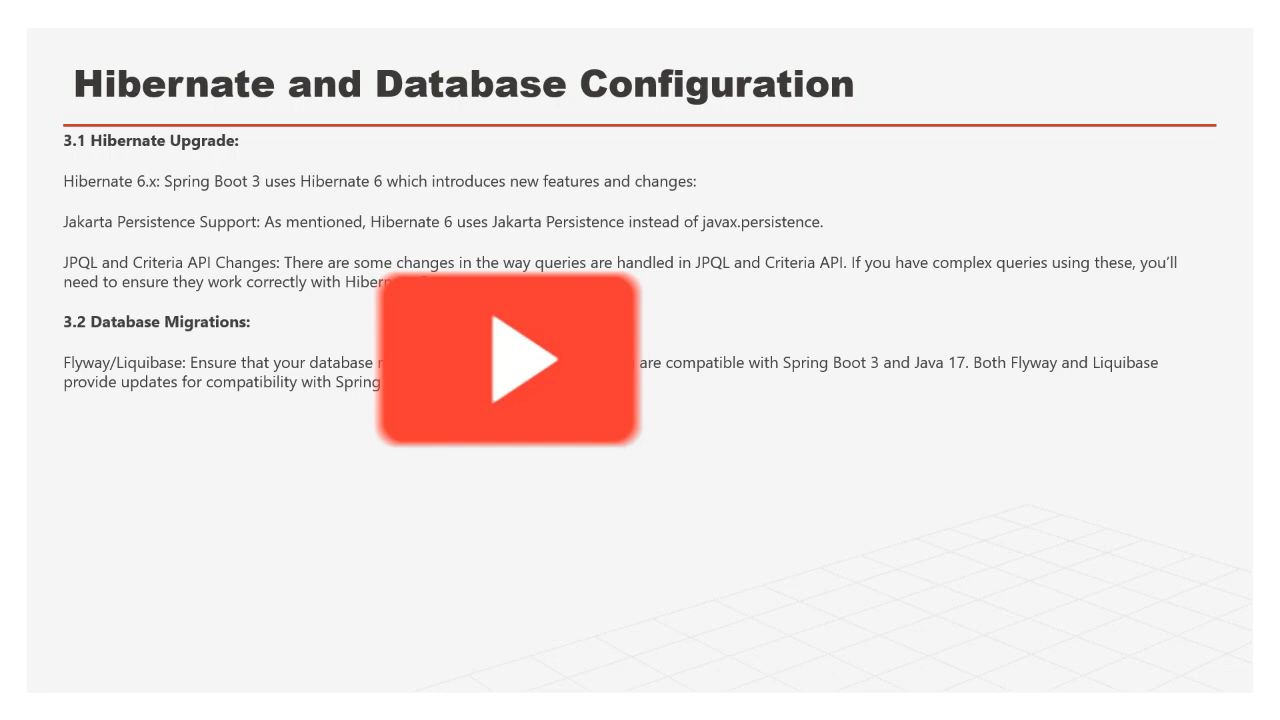 Hibernate and Database Configuration
3.1 Hibernate Upgrade:
Hibernate 6.x: Spring Boot 3 uses Hibernate 6 which introduces new features and changes:
Jakarta Persistence Support: As mentioned, Hibernate 6 uses Jakarta Persistence instead of javax.persistence.
JPQL and Criteria API Changes: There are some changes in the way queries are handled in JPQL and Criteria API. If you have complex queries using these, you'll
need to ensure they work correctly with
3.2 Database Migrations:
Flyway/Liquibase: Ensure that your database are compatible with Spring Boot 3 and Java 17. Both Flyway and Liquibase
provide updates for compatibility with Spring